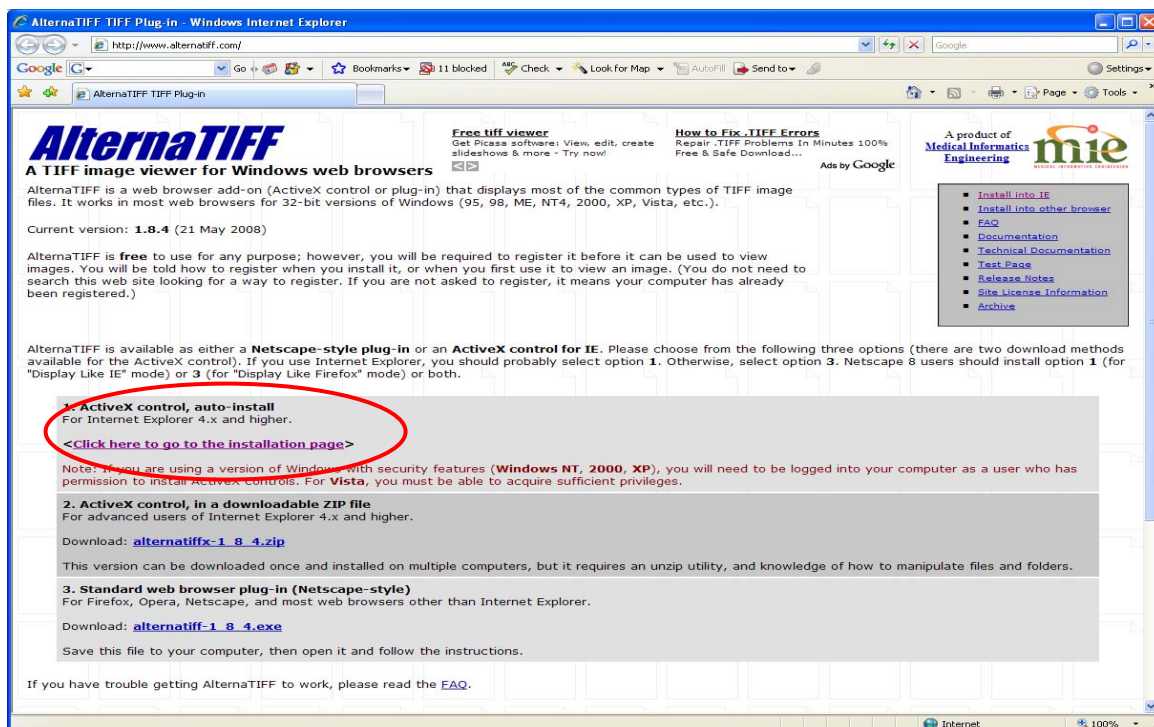 AlternaTIFF TIFF Plug-in - Windows Internet Explorer
http://www.alternatiff.com/
Google
Google
Go
Bookmarks
11 blocked
Check
Look for Map
AutoFill
Send to
Settings
AlternaTIFF TIFF Plug-in
Page
Tools
AlternaTIFF
A TIFF image viewer for Windows web browsers
Free tiff viewer
Get Picasa software: View, edit, create
slideshows & more - Try now!
How to Fix .TIFF Errors
Repair .TIFF Problems In Minutes 100%
Free & Safe Download...
Ads by Google
A product of
Medical Informatics
Engineering
mie
MEDICAL INFORMATICS ENGINEERING
AlternaTIFF is a web browser add-on (ActiveX control or plug-in) that displays most of the common types of TIFF image
files. It works in most web browsers for 32-bit versions of Windows (95, 98, ME, NT4, 2000, XP, Vista, etc.).
Current version: 1.8.4 (21 May 2008)
AlternaTIFF is free to use for any purpose; however, you will be required to register it before it can be used to view
images. You will be told how to register when you install it, or when you first use it to view an image. (You do not need to
search this web site looking for a way to register. If you are not asked to register, it means your computer has already
been registered.)
Install into IE
Install into other browser
FAQ
Documentation
Technical Documentation
Test Page
Release Notes
Site License Information
Archive
AlternaTIFF is available as either a Netscape-style plug-in or an ActiveX control for IE. Please choose from the following three options (there are two download methods
available for the ActiveX control). If you use Internet Explorer, you should probably select option 1. Otherwise, select option 3. Netscape 8 users should install option 1 (for
"Display Like IE" mode) or 3 (for "Display Like Firefox" mode) or both.
1. ActiveX control, auto-install
For Internet Explorer 4.x and higher.
<Click here to go to the installation page>
Note: If you are using a version of Windows with security features (Windows NT, 2000, XP), you will need to be logged into your computer as a user who has
permission to install ActiveX controls. For Vista, you must be able to acquire sufficient privileges.
2. ActiveX control, in a downloadable ZIP file
For advanced users of Internet Explorer 4.x and higher.
Download: alternatiffx-1_8_4.zip
This version can be downloaded once and installed on multiple computers, but it requires an unzip utility, and knowledge of how to manipulate files and folders.
3. Standard web browser plug-in (Netscape-style)
For Firefox, Opera, Netscape, and most web browsers other than Internet Explorer.
Download: alternatiff-1_8_4.exe
Save this file to your computer, then open it and follow the instructions.
If you have trouble getting AlternaTIFF to work, please read the FAQ.
Internet
100%